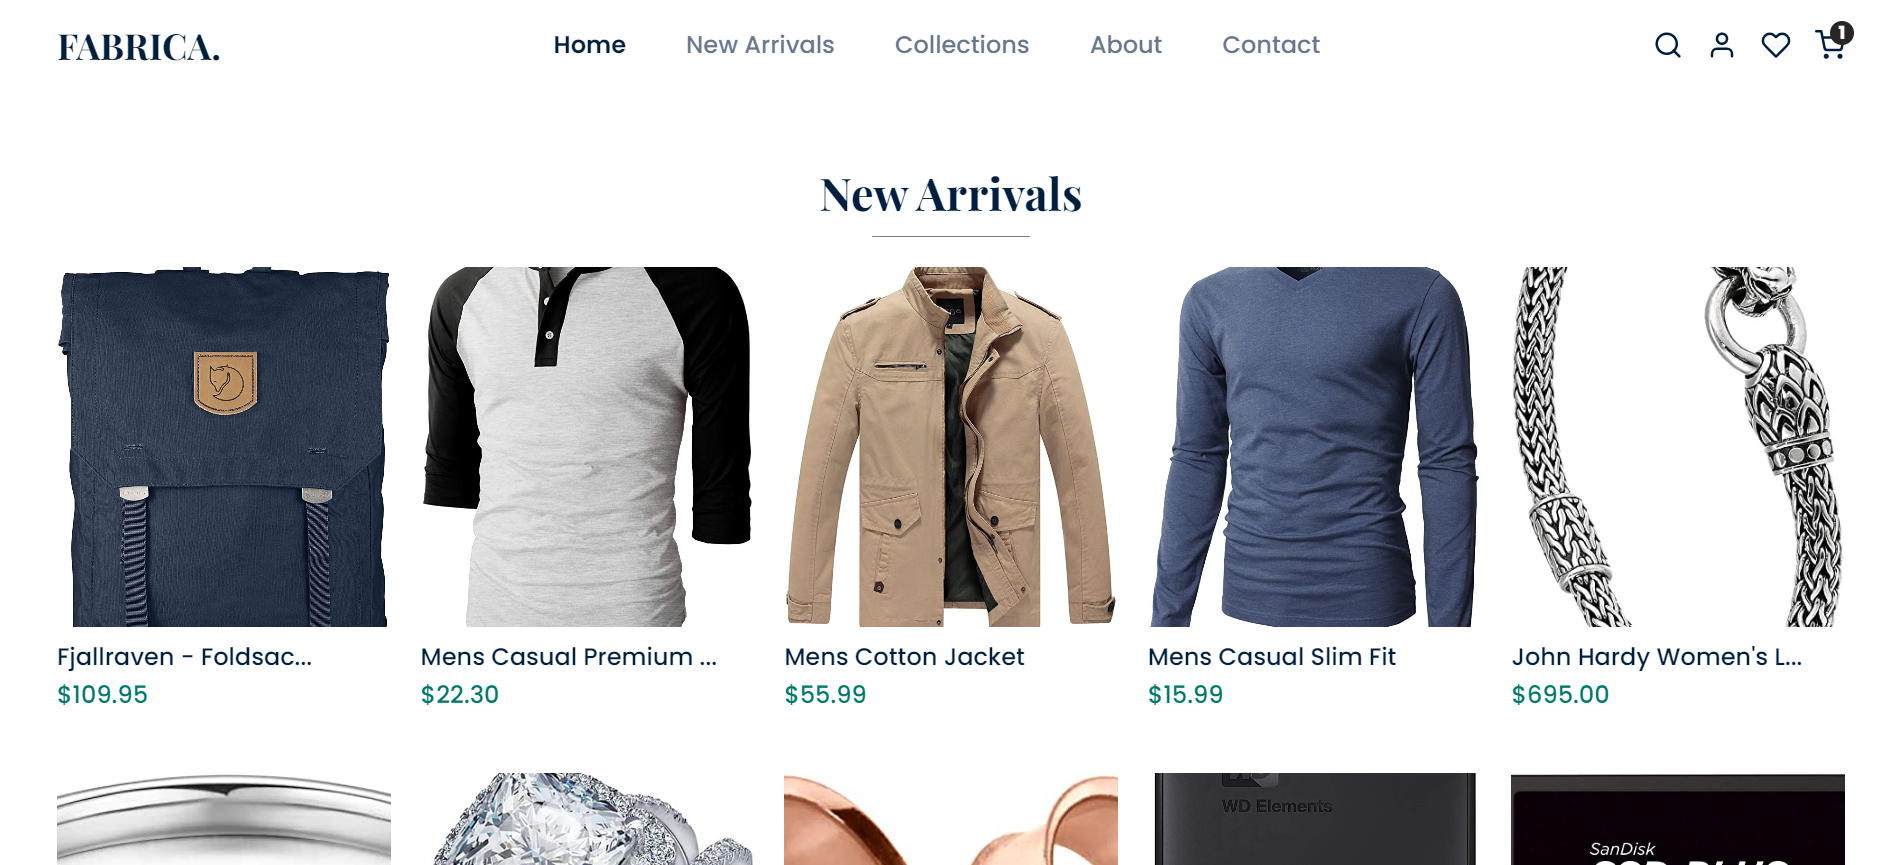 FABRICA.
Home
New Arrivals
Collections
About
Contact
1
New Arrivals
Fjallraven - Foldsac...
$109.95
Mens Casual Premium ...
$22.30
Mens Cotton Jacket
$55.99
Mens Casual Slim Fit
$15.99
John Hardy Women's L...
$695.00
WD Elements
SanDisk
SSD PLUS